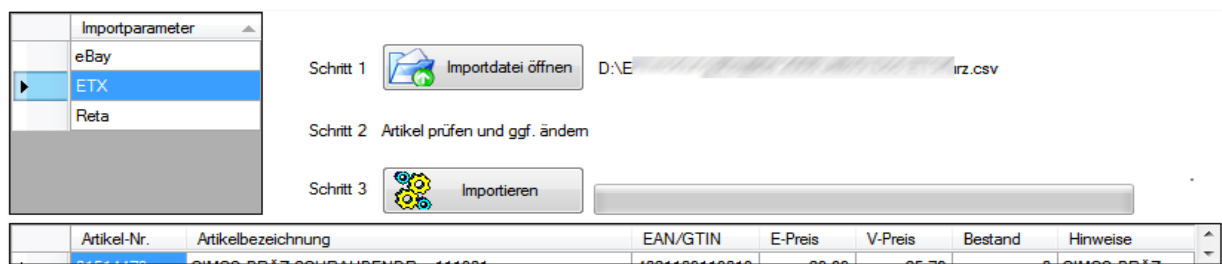 Importparameter
eBay
ETX
Reta
Schritt 1 Importdatei öffnen D:\E rz.csv
Schritt 2 Artikel prüfen und ggf. ändern
Schritt 3 Importieren
Artikel-Nr. Artikelbezeichnung EAN/GTIN E-Preis V-Preis Bestand Hinweise